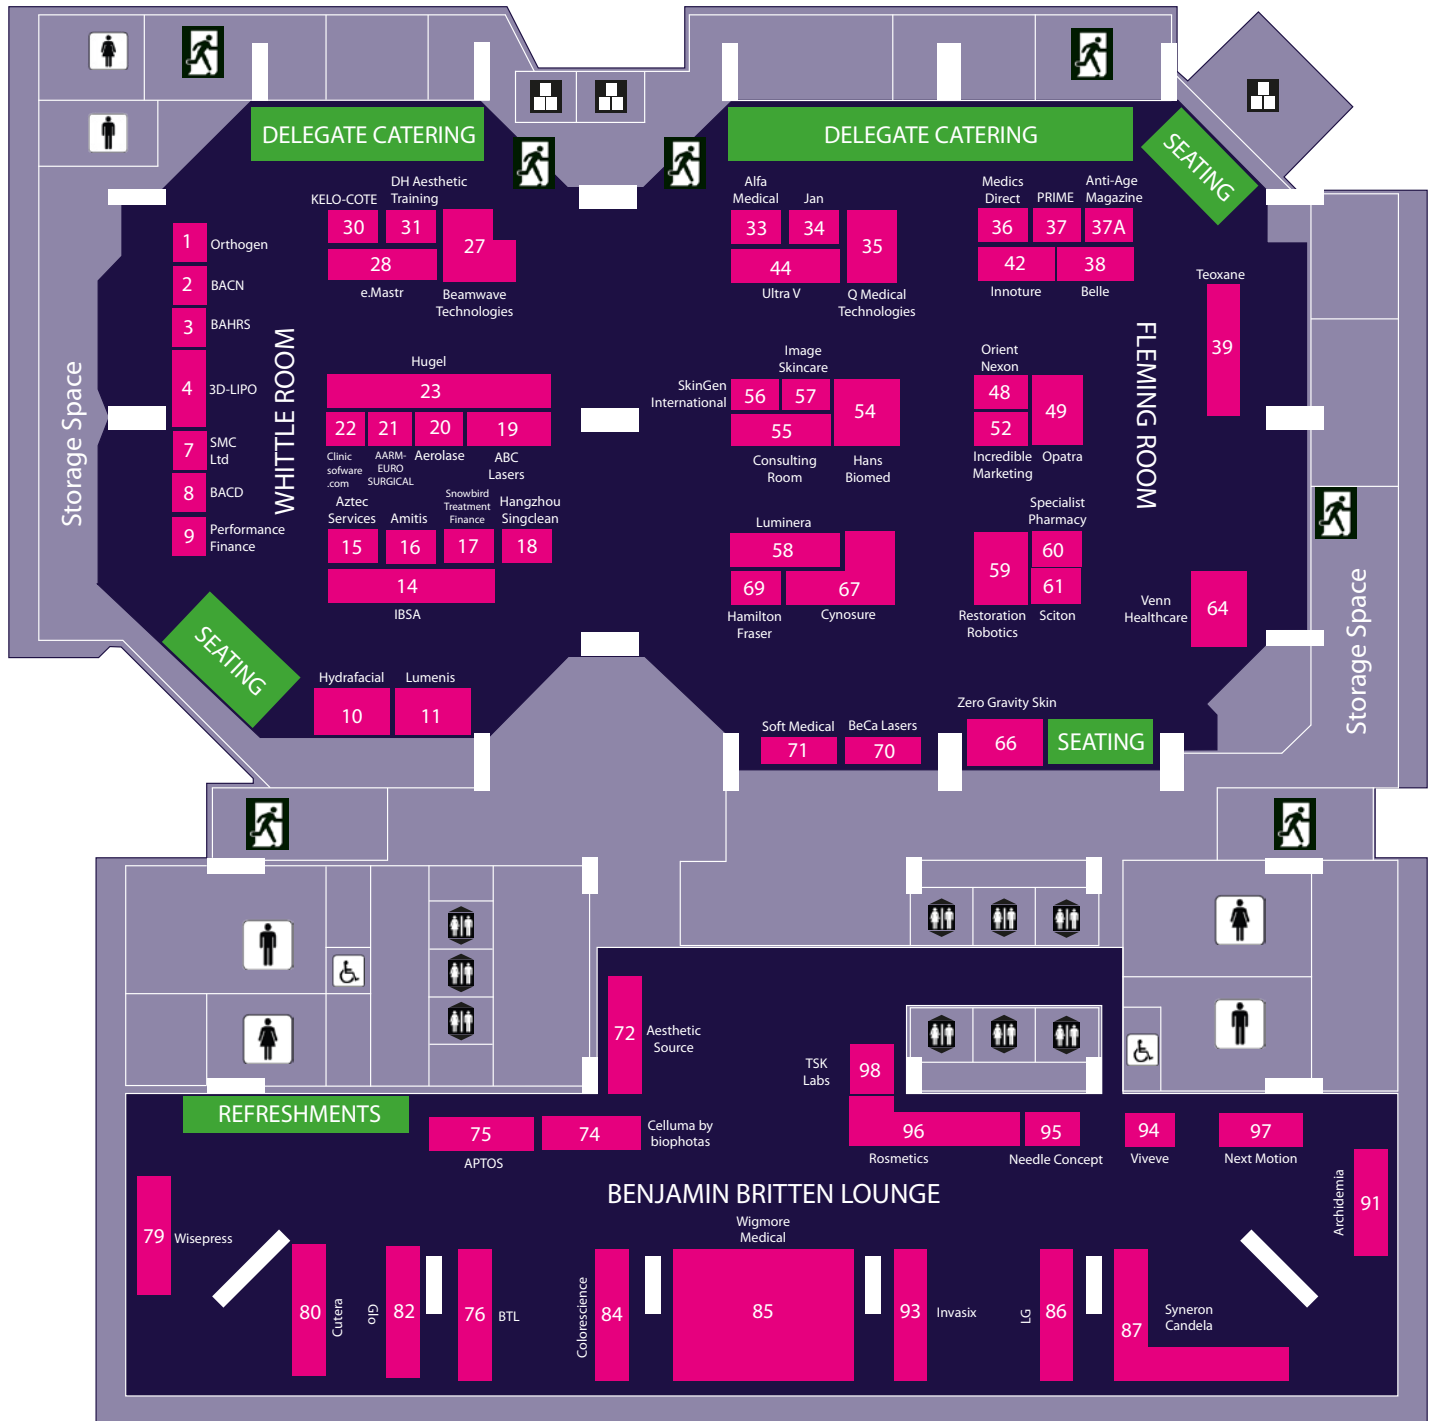 DELEGATE CATERING
DELEGATE CATERING
SEATING
KELO-COTE
DH Aesthetic
Training
30
31
27
28
e.Mastr
Beamwave
Technologies
Alfa
Medical
Jan
33
34
35
44
Ultra V
Q Medical
Technologies
Medics
Direct
PRIME
Anti-Age
Magazine
36
37
37A
42
38
Innoture
Belle
Teoxane
39
1
Orthogen
2
BACN
3
BAHRS
4
3D-LIPO
7
SMC
Ltd
8
BACD
9
Performance
Finance
Storage Space
WHITTLE ROOM
Hugel
23
22
21
20
19
Clinic
sofware
.com
AARM-
EURO
SURGICAL
Aerolase
ABC
Lasers
Aztec
Services
Amitis
Snowbird
Treatment
Finance
Hangzhou
Singclean
15
16
17
18
14
IBSA
SkinGen
International
Image
Skincare
56
57
54
55
Consulting
Room
Hans
Biomed
Orient
Nexon
48
49
52
Incredible
Marketing
Opatra
FLEMING ROOM
Luminera
58
69
67
Hamilton
Fraser
Cynosure
Specialist
Pharmacy
59
60
61
Restoration
Robotics
Sciton
Venn
Healthcare
64
Storage Space
SEATING
Hydrafacial
Lumenis
10
11
Soft Medical
BeCa Lasers
71
70
Zero Gravity Skin
66
SEATING
72
Aesthetic
Source
TSK
Labs
98
REFRESHMENTS
75
APTOS
74
Celluma by
biophotas
96
Rosmetics
95
Needle Concept
94
Viveve
97
Next Motion
91
Archidemia
BENJAMIN BRITTEN LOUNGE
79
Wisepress
80
Cutera
Glo
82
76
BTL
Colorescience
84
Wigmore
Medical
85
93
Invasix
LG
86
87
Syneron
Candela